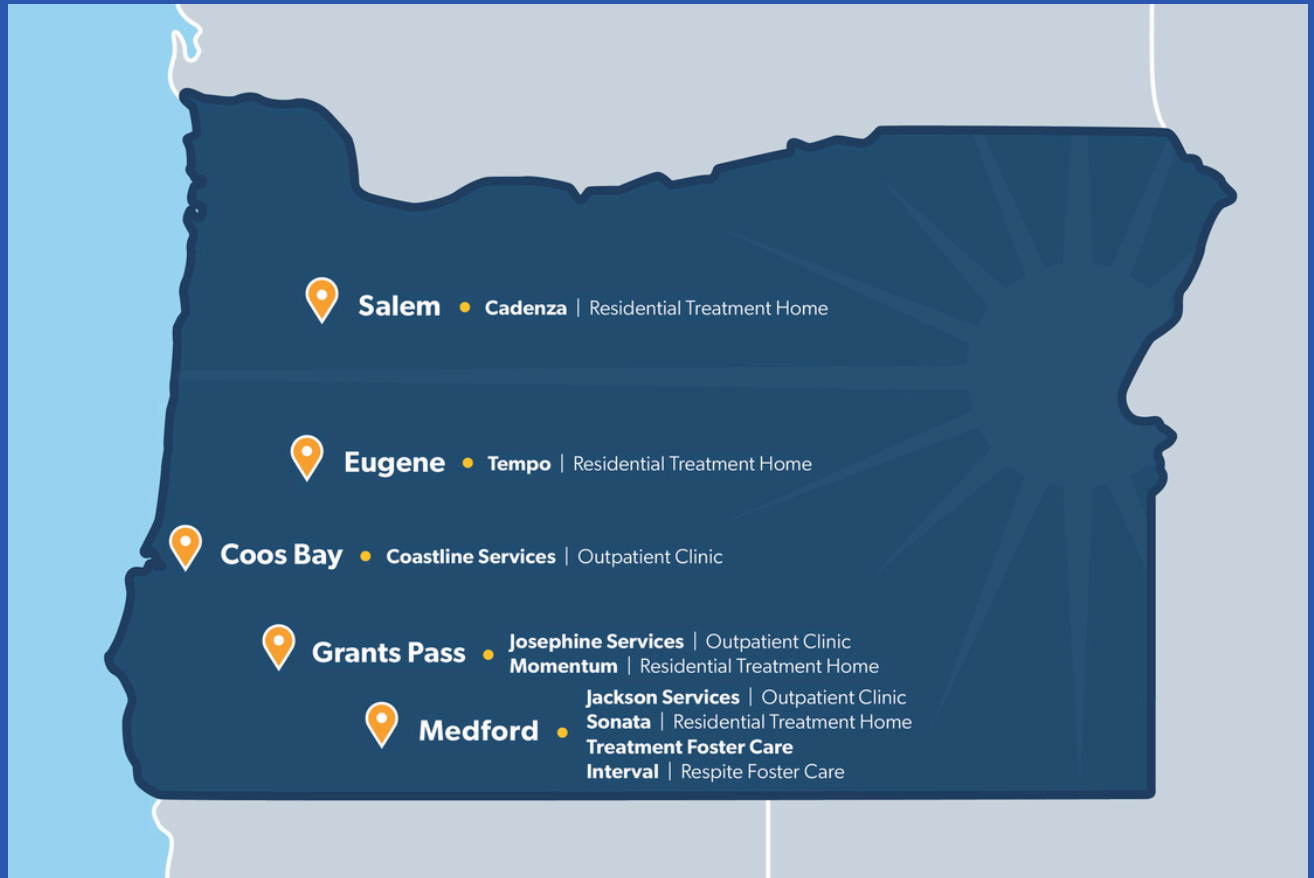 Salem • Cadenza | Residential Treatment Home
Eugene • Tempo | Residential Treatment Home
Coos Bay • Coastline Services | Outpatient Clinic
Grants Pass •
Josephine Services | Outpatient Clinic
Momentum | Residential Treatment Home
Medford •
Jackson Services | Outpatient Clinic
Sonata | Residential Treatment Home
Treatment Foster Care
Interval | Respite Foster Care